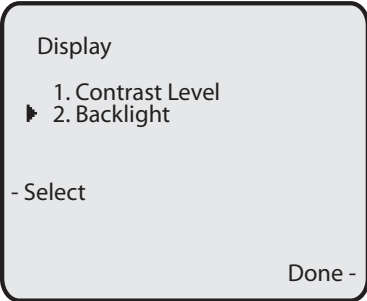 Display
1. Contrast Level
2. Backlight
- Select
Done -